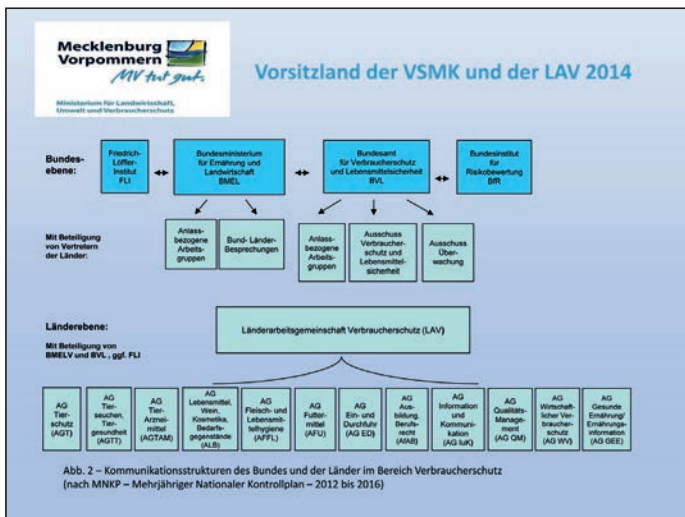 Mecklenburg
Vorpommern
MV tut gut.
Ministerium für Landwirtschaft,
Umwelt und Verbraucherschutz
Vorsitzland der VSMK und der LAV 2014
Bundes-
ebene:
Friedrich-
Löffler-
Institut
FLI
Bundesministerium
für Ernährung und
Landwirtschaft
BMEL
Bundesamt
für Verbraucherschutz
und Lebensmittelsicherheit
BVL
Bundesinstitut
für
Risikobewertung
BfR
Mit Beteiligung
von Vertretern
der Länder:
Anlass-
bezogene
Arbeits-
gruppen
Bund- Länder-
Besprechungen
Anlass-
bezogene
Arbeits-
gruppen
Ausschuss
Verbraucher-
schutz und
Lebensmittel-
sicherheit
Ausschuss
Über-
wachung
Länderebene:
Mit Beteiligung von
BMELV und BVL , ggf. FLI
Länderarbeitsgemeinschaft Verbraucherschutz (LAV)
AG
Tier-
schutz
(AGT)
AG
Tier-
seuchen,
Tier-
gesundheit
(AGTT)
AG
Tier-
Arznei-
mittel
(AGTAM)
AG
Lebensmittel,
Wein,
Kosmetika,
Bedarfs-
gegenstände
(ALB)
AG
Fleisch- und
Lebensmi-
telhygiene
(AFFL)
AG
Futter-
mittel
(AFU)
AG
Ein- und
Durchfuhr
(AG ED)
AG
Aus-
bildung,
Berufs-
recht
(AfAB)
AG
Information
und
Kommuni-
kation
(AG IuK)
AG
Qualitäts-
Manage-
ment
(AG QM)
AG
Wirtschaft-
licher Ver-
braucher-
schutz
(AG WV)
AG
Gesunde
Ernährung/
Ernährungs-
information
(AG GEE)
Abb. 2 – Kommunikationsstrukturen des Bundes und der Länder im Bereich Verbraucherschutz
(nach MNKP – Mehrjähriger Nationaler Kontrollplan – 2012 bis 2016)